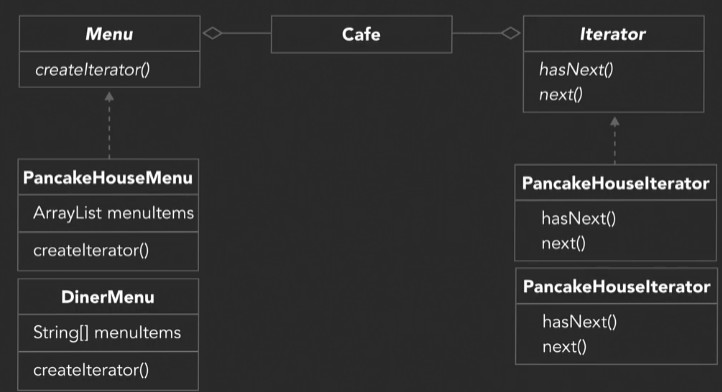 Menu
createIterator()
Cafe
Iterator
hasNext()
next()
PancakeHouseMenu
ArrayList menuItems
createIterator()
DinerMenu
String[] menuItems
createIterator()
PancakeHouseIterator
hasNext()
next()
PancakeHouseIterator
hasNext()
next()